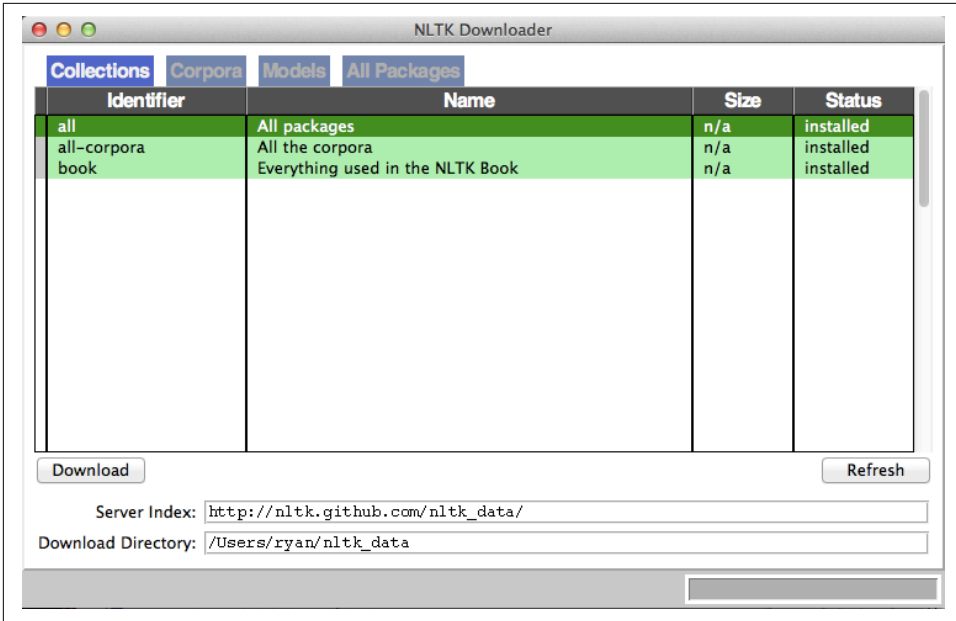 NLTK Downloader
Collections Corpora Models All Packages
Identifier Name Size Status
all All packages n/a installed
all-corpora All the corpora n/a installed
book Everything used in the NLTK Book n/a installed
Download Refresh
Server Index: http://nltk.github.com/nltk_data/
Download Directory: /Users/ryan/nltk_data